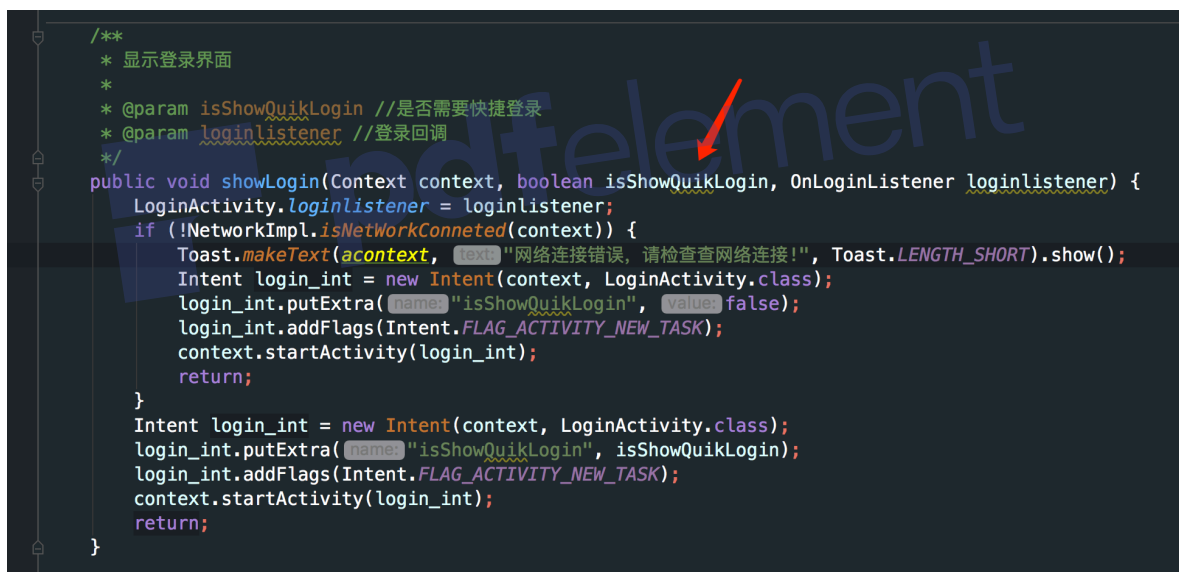 /**
* 显示登录界面
*
* @param isShowQuikLogin //是否需要快捷登录
* @param loginlistener //登录回调
*/
public void showLogin(Context context, boolean isShowQuikLogin, OnLoginListener loginlistener) {
LoginActivity.loginlistener = loginlistener;
if (!NetworkImpl.isNetWorkConneted(context)) {
Toast.makeText(acontext, text: "网络连接错误，请检查查网络连接!", Toast.LENGTH_SHORT).show();
Intent login_int = new Intent(context, LoginActivity.class);
login_int.putExtra( name: "isShowQuikLogin", value: false);
login_int.addFlags(Intent.FLAG_ACTIVITY_NEW_TASK);
context.startActivity(login_int);
return;
}
Intent login_int = new Intent(context, LoginActivity.class);
login_int.putExtra( name: "isShowQuikLogin", isShowQuikLogin);
login_int.addFlags(Intent.FLAG_ACTIVITY_NEW_TASK);
context.startActivity(login_int);
return;
}
pdfelement